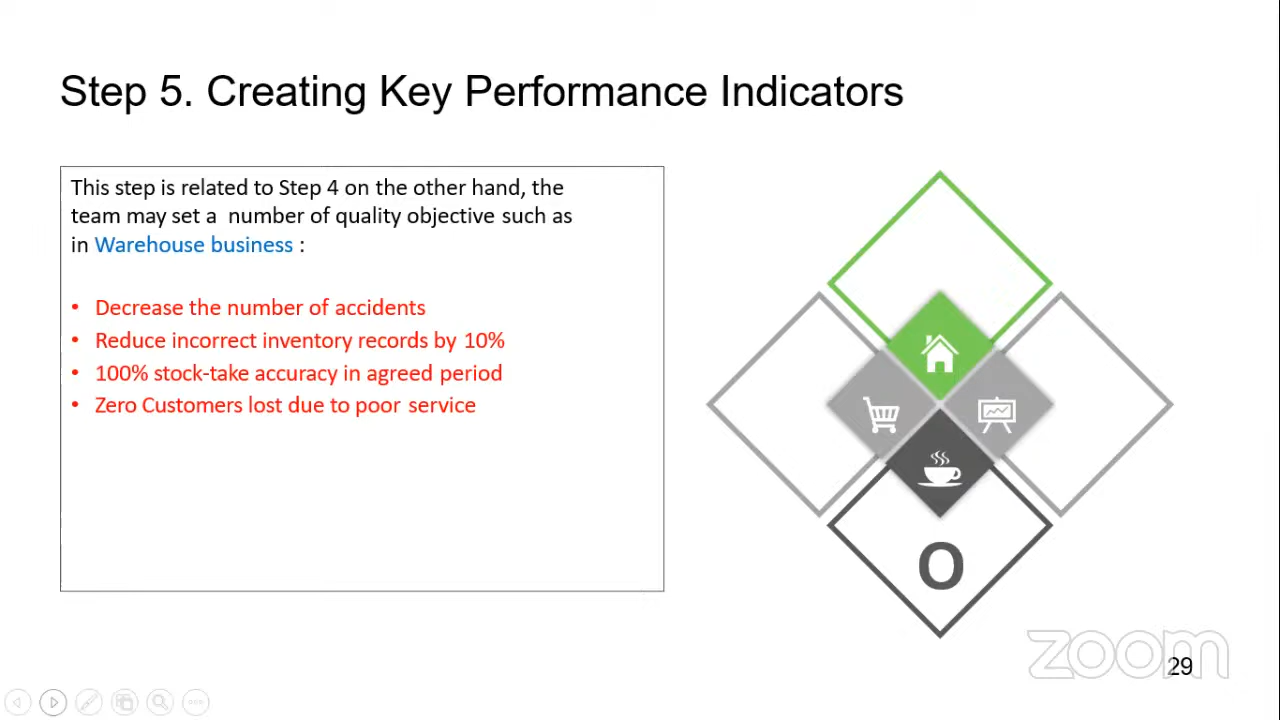 Step 5. Creating Key Performance Indicators
This step is related to Step 4 on the other hand, the
team may set a number of quality objective such as
in Warehouse business :
• Decrease the number of accidents
• Reduce incorrect inventory records by 10%
• 100% stock-take accuracy in agreed period
• Zero Customers lost due to poor service
O
zoom
29